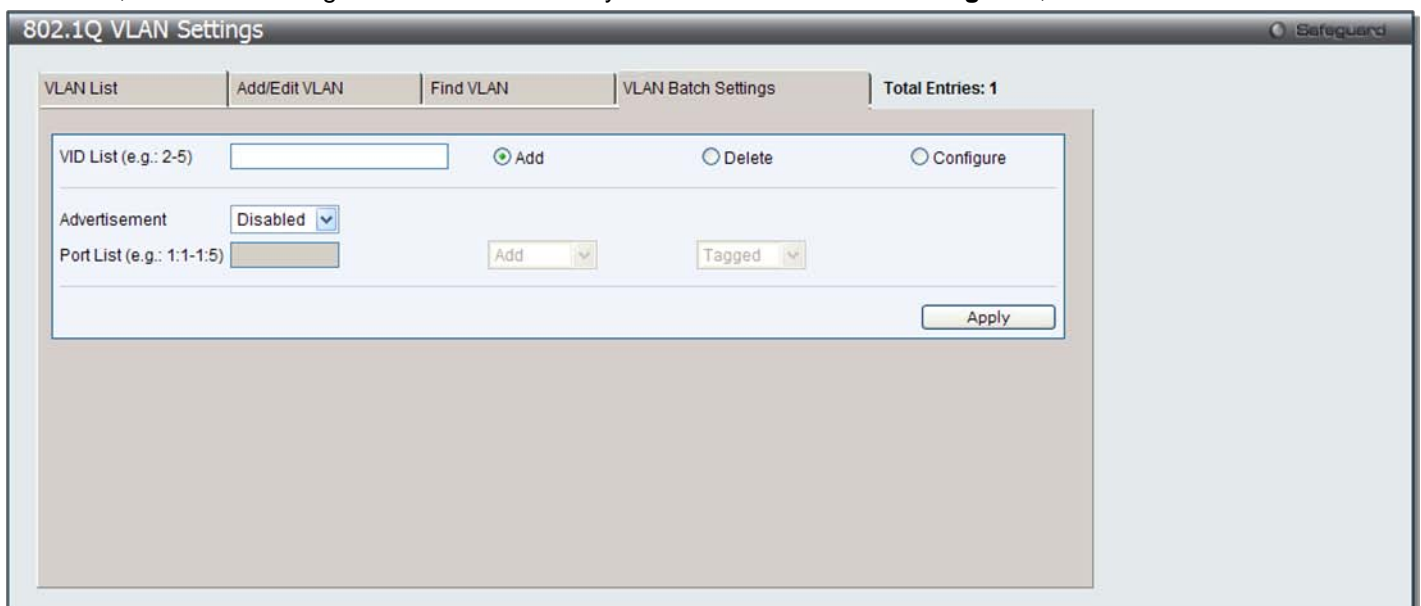 802.1Q VLAN Settings Safeguard
VLAN List Add/Edit VLAN Find VLAN VLAN Batch Settings Total Entries: 1
VID List (e.g.: 2-5) Add Delete Configure
Advertisement Disabled
Port List (e.g.: 1:1-1:5) Add Tagged
Apply